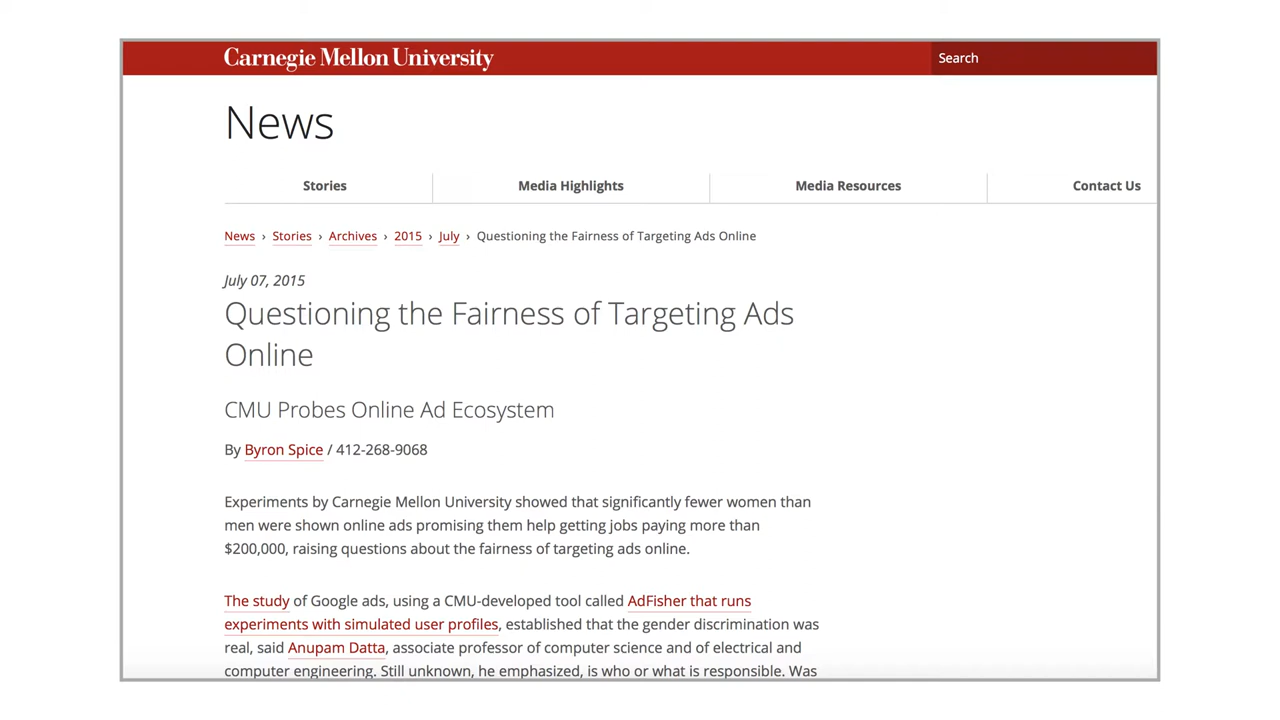 Carnegie Mellon University
Search
News
Stories
Media Highlights
Media Resources
Contact Us
News › Stories › Archives › 2015 › July › Questioning the Fairness of Targeting Ads Online
July 07, 2015
Questioning the Fairness of Targeting Ads
Online
CMU Probes Online Ad Ecosystem
By Byron Spice / 412-268-9068
Experiments by Carnegie Mellon University showed that significantly fewer women than
men were shown online ads promising them help getting jobs paying more than
$200,000, raising questions about the fairness of targeting ads online.
The study of Google ads, using a CMU-developed tool called AdFisher that runs
experiments with simulated user profiles, established that the gender discrimination was
real, said Anupam Datta, associate professor of computer science and of electrical and
computer engineering. Still unknown, he emphasized, is who or what is responsible. Was